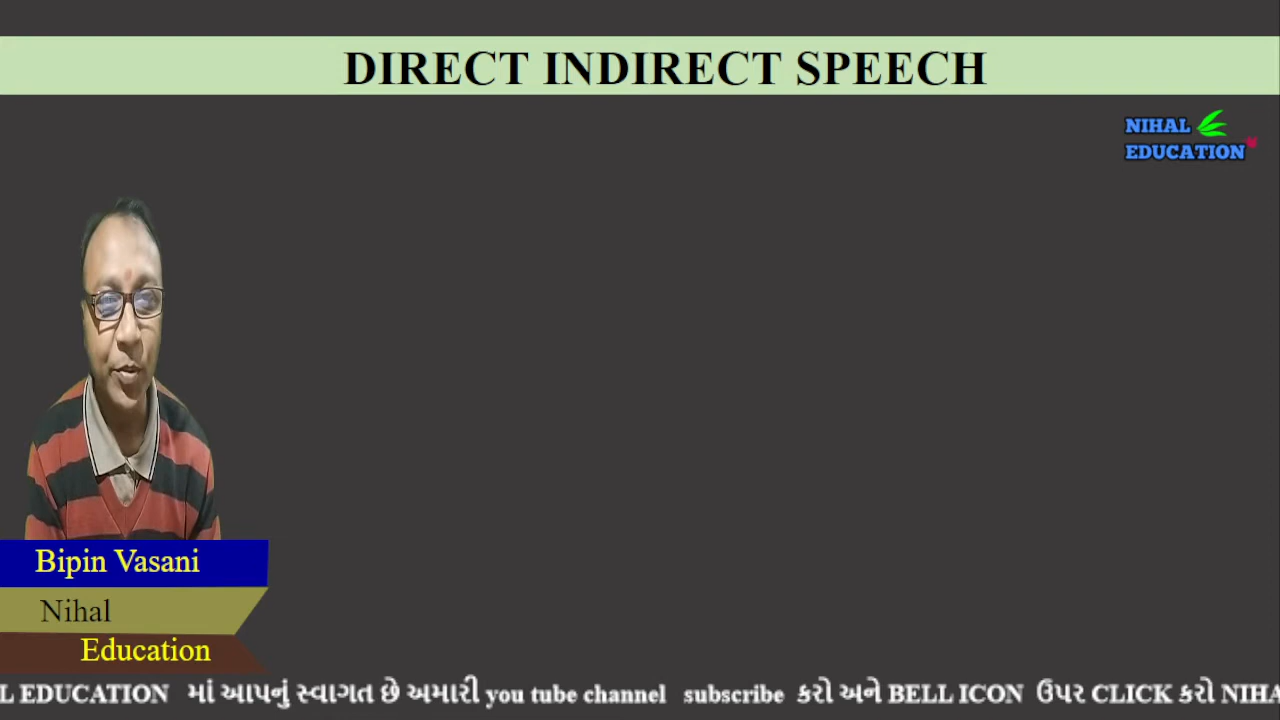 DIRECT INDIRECT SPEECH
NIHAL
EDUCATION
Bipin Vasani
Nihal
Education
L EDUCATION માં આપનું સ્વાગત છે અમારી you tube channel subscribe કરો અને BELL ICON ઉપર CLICK કરો NIHA